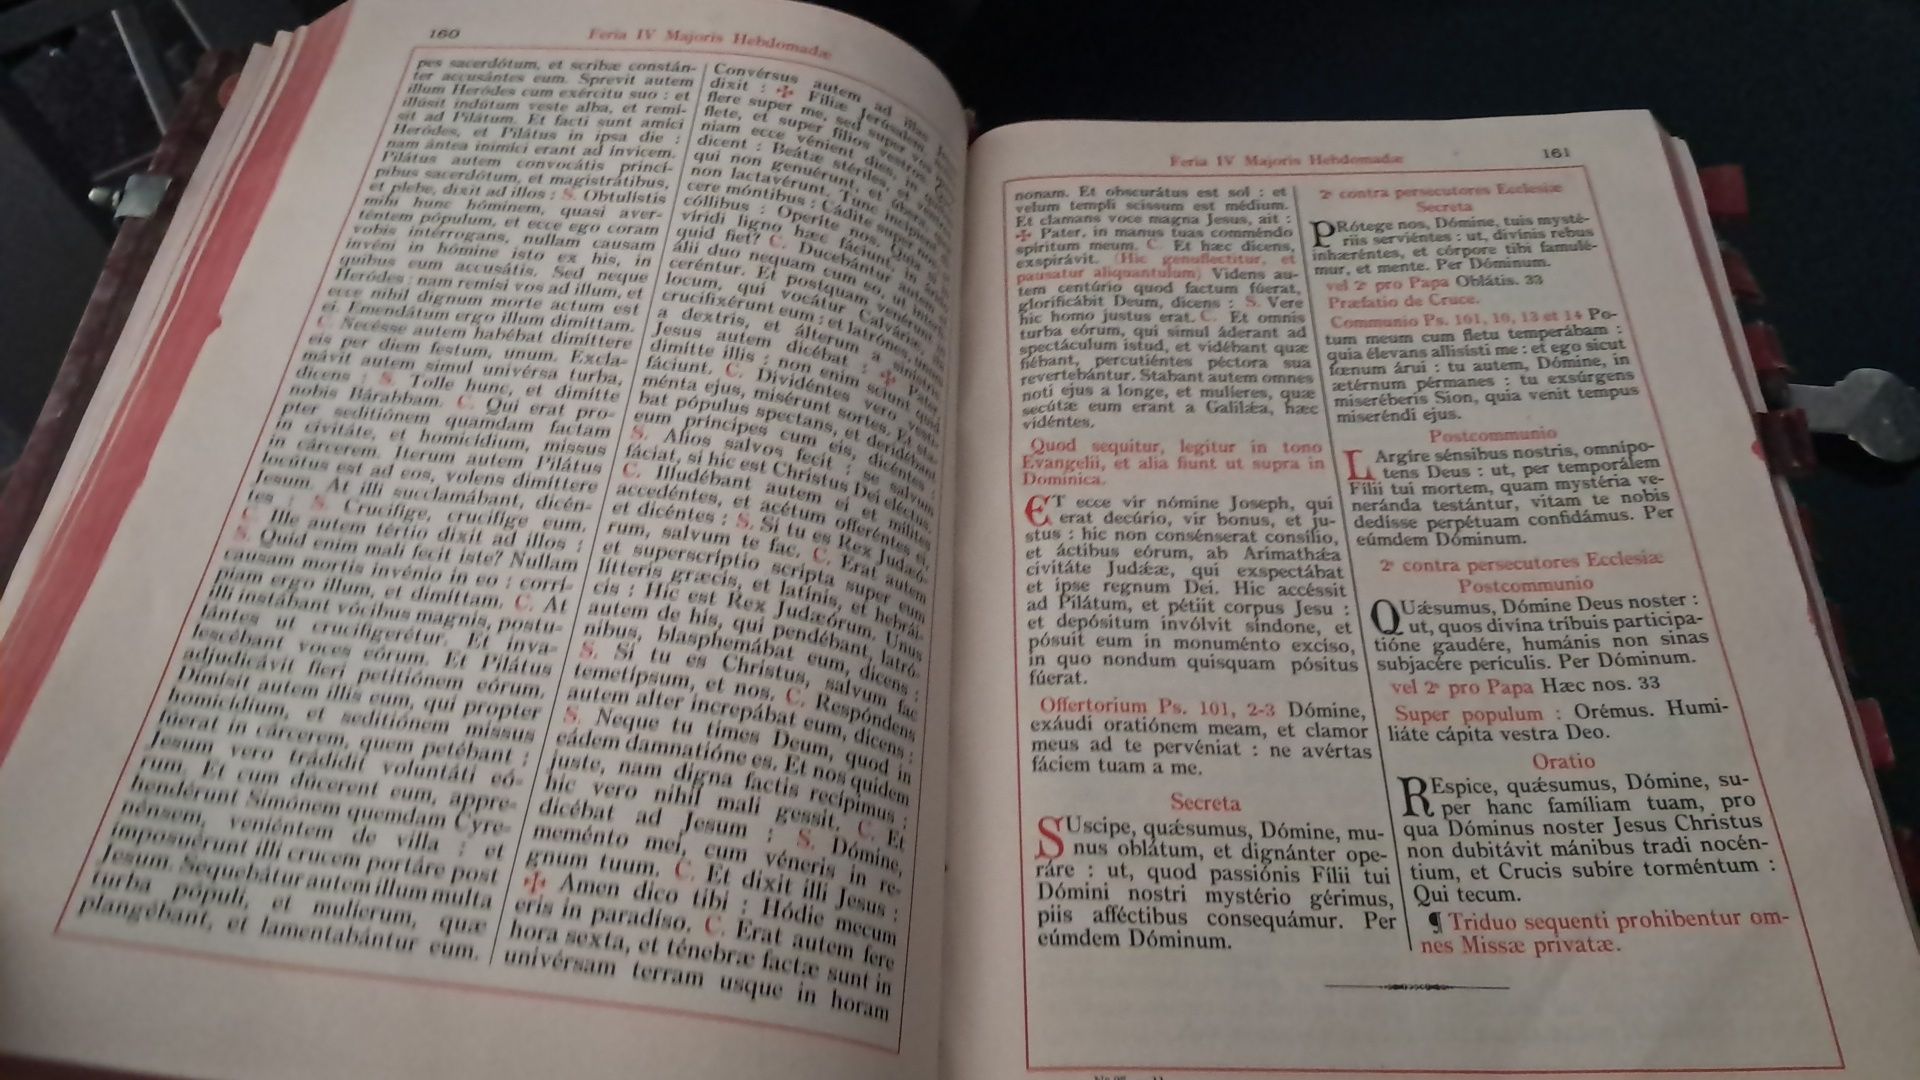 160
Feria IV Majoris Hebdomadæ
pes sacerdótum, et scribæ constán-
ter accusántes eum. Sprevit autem
illum Heródes cum exércitu suo : et
illúsit indútum veste alba, et remí-
sit ad Pilátum. Et facti sunt amíci
Heródes, et Pilátus in ipsa die :
nam ántea inimíci erant ad ínvicem.
Pilátus autem convocátis princí-
pibus sacerdótum, et magistrátibus,
et plebe, dixit ad illos : S. Obtulístis
mihi hunc hóminem, quasi aver-
téntem pópulum, et ecce ego coram
vobis intérrogans, nullam causam
invéni in hómine isto ex his, in
quibus eum accusátis. Sed neque
Heródes : nam remísi vos ad illum, et
ecce nihil dignum morte actum est
ei. Emendátum ergo illum dimíttam.
C. Necésse autem habébat dimíttere
eis per diem festum, unum. Excla-
mávit autem simul univérsa turba,
dicens : S. Tolle hunc, et dimítte
nobis Barábbam. C. Qui erat pro-
pter seditiónem quamdam factam
in civitáte, et homicídium, missus
in cárcerem. Iterum autem Pilátus
locútus est ad eos, volens dimíttere
Jesum. At illi succlamábant, dicén-
tes : S. Crucifíge, crucifíge eum.
C. Ille autem tértio dixit ad illos :
S. Quid enim mali fecit iste? Nullam
causam mortis invénio in eo : corrí-
piam ergo illum, et dimíttam. C. At
illi instábant vócibus magnis, postu-
lántes ut crucifigerétur. Et inva-
lescébant voces eórum. Et Pilátus
adjudicávit fíeri petitiónem eórum.
Dimísit autem illis eum, qui propter
homicídium, et seditiónem missus
fúerat in cárcerem, quem petébant :
Jesum vero trádidit voluntáti eó-
rum. Et cum dúcerent eum, appre-
hendérunt Simónem quemdam Cyre-
nénsem, veniéntem de villa : et
imposuérunt illi crucem portáre post
Jesum. Sequebátur autem illum multa
turba pópuli, et mulíerum, quæ
plangébant, et lamentabántur eum.
Convérsus autem ad illas
dixit : ✠ Fíliæ Jerúsalem,
flere super me, sed super vos
flete, et super fílios vestros.
niam ecce vénient dies, in
dicent : Beátæ stériles, et
qui non genuérunt, et úbera
non lactavérunt. Tunc incípient
cere móntibus : Cádite super nos,
cóllibus : Operíte nos. Quia si
víridi ligno hæc fáciunt, in árido
quid fiet? C. Ducebántur autem
álii duo nequam cum eo, ut
ceréntur. Et postquam venérunt in
locum, qui vocátur Calváriæ,
crucifixérunt eum : et latrónes, unum
a dextris, et álterum a sinístris.
Jesus autem dicébat : ✠ Pater,
dimítte illis : non enim sciunt quid
fáciunt. C. Dividéntes vero vesti-
ménta ejus, misérunt sortes. Et sta-
bat pópulus spectans, et deridébant
eum príncipes cum eis, dicéntes :
S. Alios salvos fecit : se salvum
fáciat, si hic est Christus Dei eléctus.
C. Illudébant autem ei et mílites
accedéntes, et acétum offeréntes ei,
et dicéntes : S. Si tu es Rex Judæó-
rum, salvum te fac. C. Erat autem
et superscríptio scripta super eum
lítteris græcis, et latínis, et hebrái-
cis : Hic est Rex Judæórum. Unus
autem de his, qui pendébant, latró-
nibus, blasphemábat eum, dicens :
S. Si tu es Christus, salvum fac
temetípsum, et nos. C. Respóndens
autem alter increpábat eum, dicens :
S. Neque tu times Deum, quod in
eádem damnatióne es. Et nos quidem
juste, nam digna factis recípimus :
hic vero nihil mali gessit. C. Et
dicébat ad Jesum : S. Dómine,
meménto mei, cum véneris in re-
gnum tuum. C. Et dixit illi Jesus :
✠ Amen dico tibi : Hódie mecum
eris in paradíso. C. Erat autem fere
hora sexta, et ténebræ factæ sunt in
univérsam terram usque in horam
Feria IV Majoris Hebdomadæ
161
nonam. Et obscurátus est sol : et
velum templi scissum est médium.
Et clamans voce magna Jesus, ait :
✠ Pater, in manus tuas comméndo
spíritum meum. C. Et hæc dicens,
exspirávit. (Hic genuflectitur, et
pausatur aliquantulum) Videns au-
tem centúrio quod factum fúerat,
glorificábit Deum, dicens : S. Vere
hic homo justus erat. C. Et omnis
turba eórum, qui simul áderant ad
spectáculum istud, et vidébant quæ
fiébant, percutiéntes péctora sua
revertebántur. Stabant autem omnes
noti ejus a longe, et mulíeres, quæ
secútæ eum erant a Galilǽa, hæc
vidéntes.
Quod sequitur, legitur in tono
Evangelii, et alia fiunt ut supra in
Dominica.
ET ecce vir nómine Joseph, qui
erat decúrio, vir bonus, et ju-
stus : hic non consénserat consílio,
et áctibus eórum, ab Arimathǽa
civitáte Judǽæ, qui exspectábat
et ipse regnum Dei. Hic accéssit
ad Pilátum, et pétiit corpus Jesu :
et depósitum invólvit síndone, et
pósuit eum in monuménto excíso,
in quo nondum quisquam pósitus
fúerat.
Offertorium Ps. 101, 2-3 Dómine,
exáudi oratiónem meam, et clamor
meus ad te pervéniat : ne avértas
fáciem tuam a me.
Secreta
SUscipe, quǽsumus, Dómine, mu-
nus oblátum, et dignánter ope-
ráre : ut, quod passiónis Fílii tui
Dómini nostri mystério gérimus,
piis afféctibus consequámur. Per
eúmdem Dóminum.
2ᵃ contra persecutores Ecclesiæ
Secreta
PRótege nos, Dómine, tuis mysté-
riis serviéntes : ut, divínis rebus
inhæréntes, et córpore tibi famulé-
mur, et mente. Per Dóminum.
vel 2ᵃ pro Papa Oblátis. 33
Præfatio de Cruce.
Communio Ps. 101, 10, 13 et 14 Po-
tum meum cum fletu temperábam :
quia élevans allisísti me : et ego sicut
fœnum árui : tu autem, Dómine, in
ætérnum pérmanes : tu exsúrgens
miseréberis Sion, quia venit tempus
miseréndi ejus.
Postcommunio
LArgíre sénsibus nostris, omnípo-
tens Deus : ut, per temporálem
Fílii tui mortem, quam mystéria ve-
neránda testántur, vitam te nobis
dedísse perpétuam confidámus. Per
eúmdem Dóminum.
2ᵃ contra persecutores Ecclesiæ
Postcommunio
QUǽsumus, Dómine Deus noster :
ut, quos divína tríbuis participa-
tióne gaudére, humánis non sinas
subjacére perículis. Per Dóminum.
vel 2ᵃ pro Papa Hæc nos. 33
Super populum : Orémus. Humi-
liáte cápita vestra Deo.
Oratio
REspice, quǽsumus, Dómine, su-
per hanc famíliam tuam, pro
qua Dóminus noster Jesus Christus
non dubitávit mánibus tradi nocén-
tium, et Crucis subíre torméntum :
Qui tecum.
¶ Triduo sequenti prohibentur om-
nes Missæ privatæ.